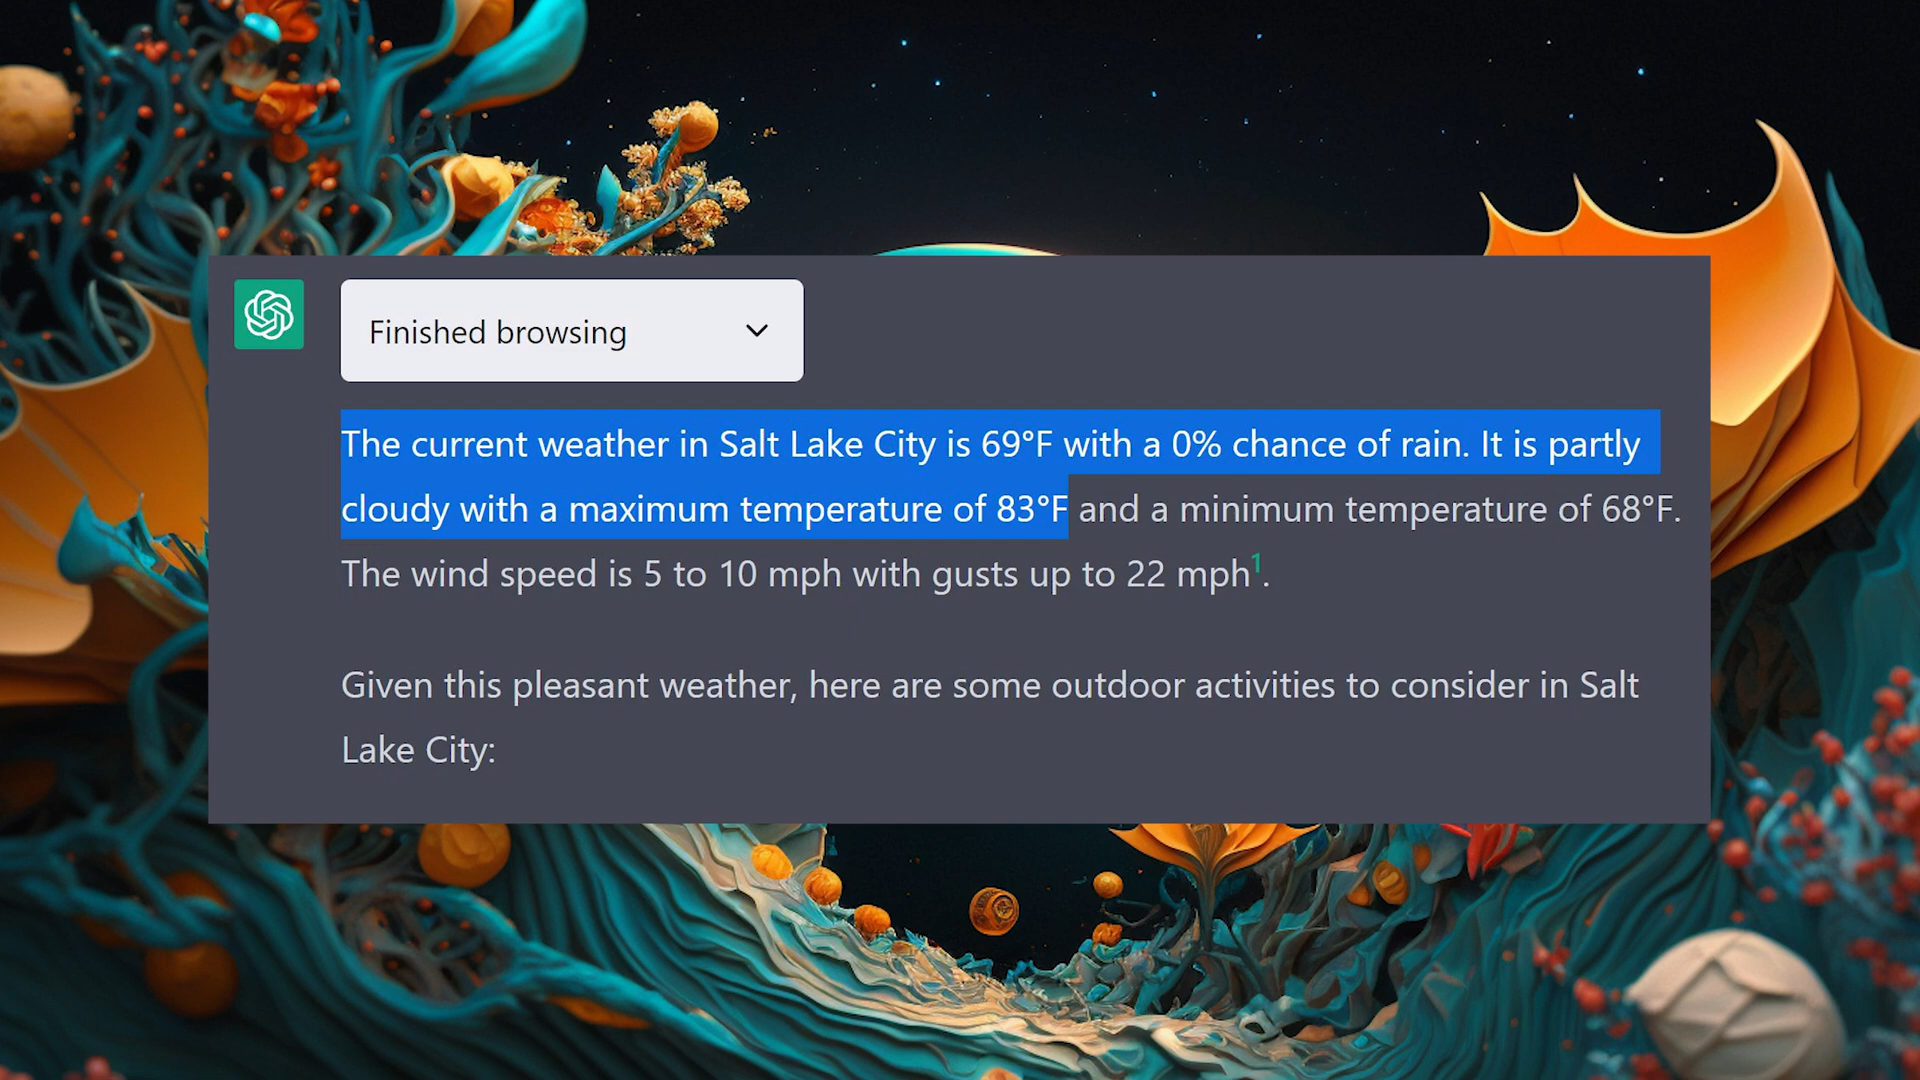 Finished browsing
The current weather in Salt Lake City is 69°F with a 0% chance of rain. It is partly
cloudy with a maximum temperature of 83°F and a minimum temperature of 68°F.
The wind speed is 5 to 10 mph with gusts up to 22 mph¹.
Given this pleasant weather, here are some outdoor activities to consider in Salt
Lake City: